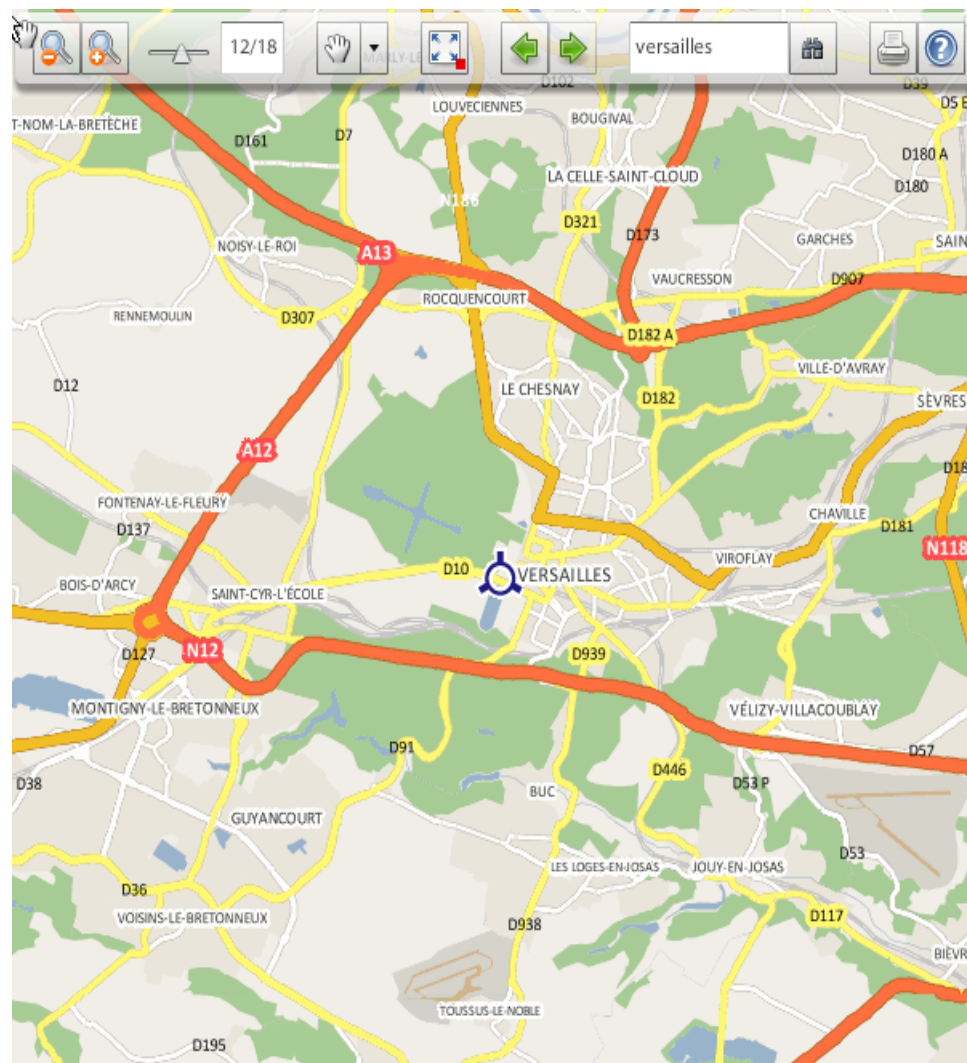 12/18
versailles
MARLY-LE
D102
D39
LOUVECIENNES
D5 E
BOUGIVAL
T-NOM-LA-BRETÈCHE
D161
D7
D180 A
LA CELLE-SAINT-CLOUD
D180
N186
D321
D173
GARCHES
SAIN
NOISY-LE-ROI
A13
VAUCRESSON
D907
ROCQUENCOURT
RENNEMOULIN
D307
D182 A
VILLE-D'AVRAY
D12
LE CHESNAY
D182
SÈVRES
A12
D18
FONTENAY-LE-FLEURY
CHAVILLE
D137
D181
N118
VIROFLAY
D10
VERSAILLES
BOIS-D'ARCY
SAINT-CYR-L'ÉCOLE
D127
N12
D939
MONTIGNY-LE-BRETONNEUX
VÉLIZY-VILLACOUBLAY
D91
D57
D446
D38
D53 P
BUC
GUYANCOURT
D53
LES LOGES-EN-JOSAS
JOUY-EN-JOSAS
D36
VOISINS-LE-BRETONNEUX
D117
D938
BIÈVR
TOUSSUS-LE-NOBLE
D195